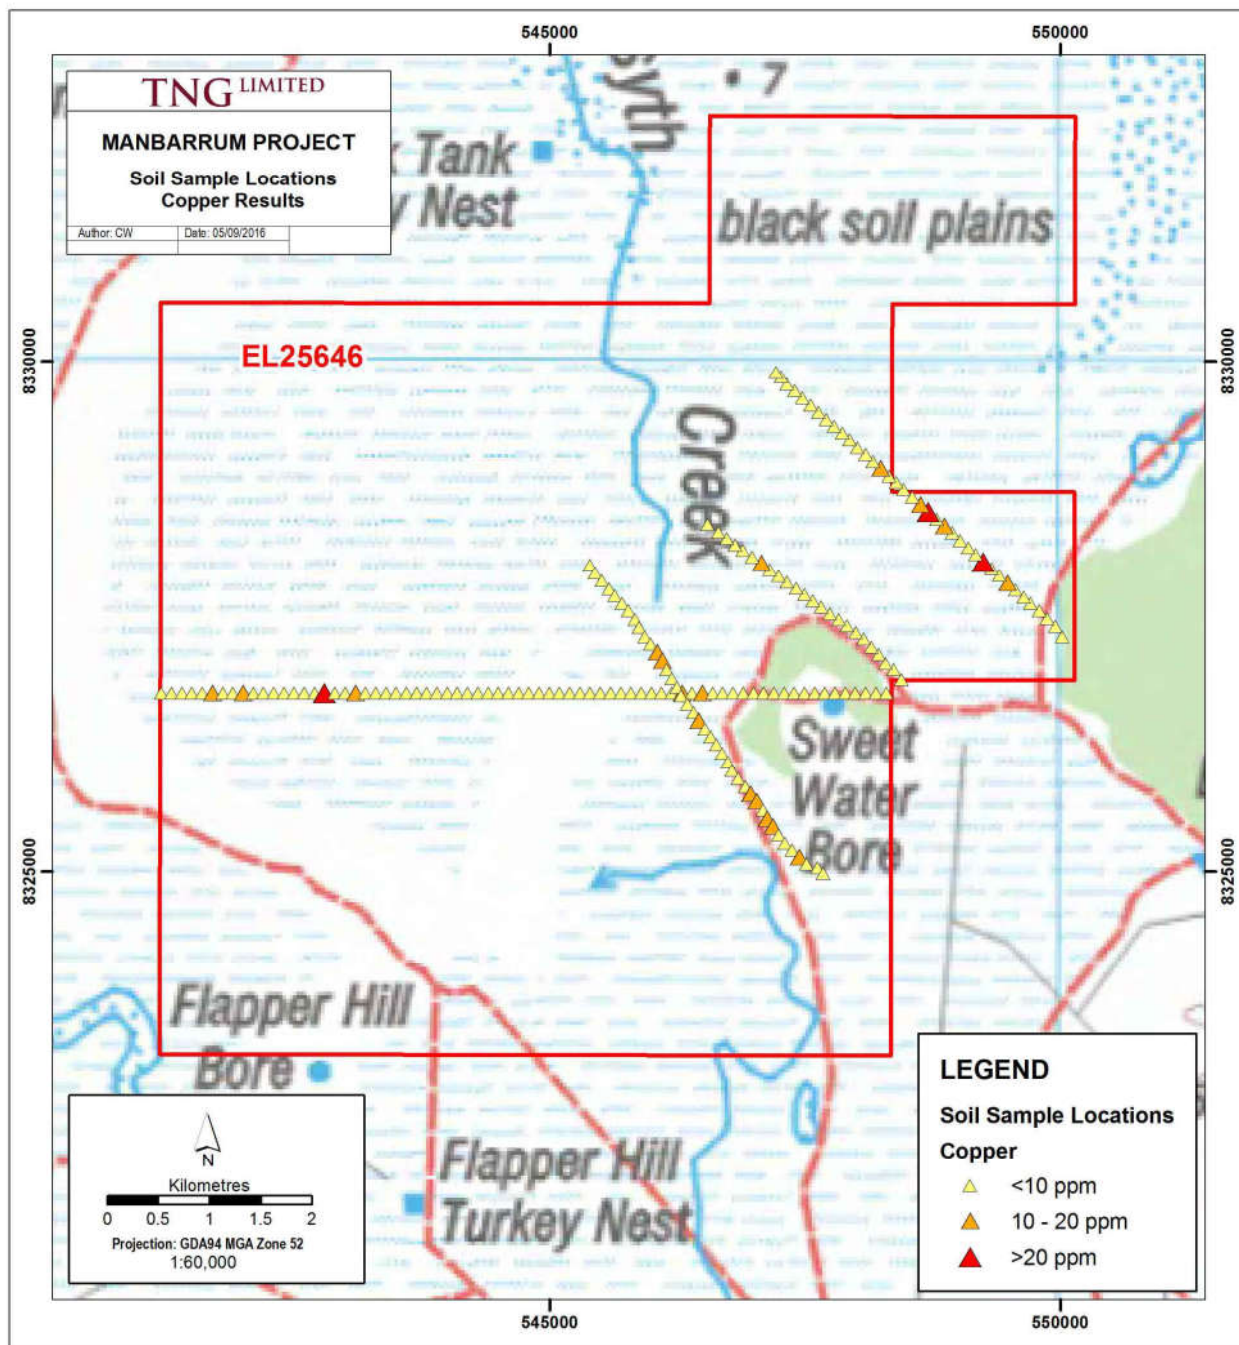 545000
550000
TNG LIMITED
MANBARRUM PROJECT
Soil Sample Locations
Copper Results
Author: CW
Date: 05/09/2016
syth
7
Tank
Nest
black soil plains
8330000
8330000
EL25646
Creek
Sweet
Water
Bore
8325000
8325000
Flapper Hill
Bore
Flapper Hill
Turkey Nest
N
Kilometres
0 0.5 1 1.5 2
Projection: GDA94 MGA Zone 52
1:60,000
LEGEND
Soil Sample Locations
Copper
<10 ppm
10 - 20 ppm
>20 ppm
545000
550000